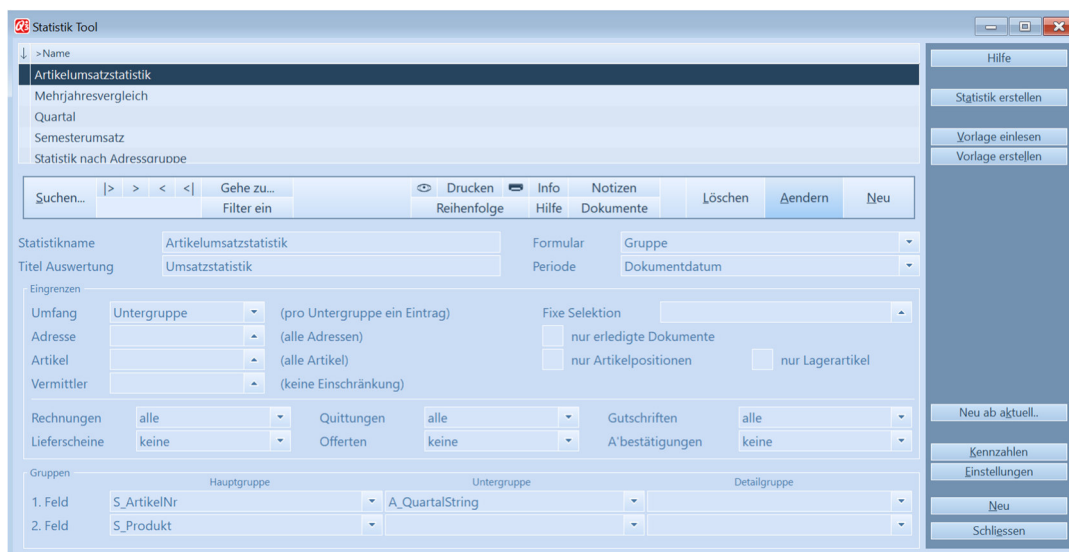 Statistik Tool
>Name
Artikelumsatzstatistik
Mehrjahresvergleich
Quartal
Semesterumsatz
Statistik nach Adressgruppe
Hilfe
Statistik erstellen
Vorlage einlesen
Vorlage erstellen
Suchen... |> > < <| Gehe zu... Drucken Info Notizen Löschen Aendern Neu
Filter ein Reihenfolge Hilfe Dokumente
Statistikname Artikelumsatzstatistik Formular Gruppe
Titel Auswertung Umsatzstatistik Periode Dokumentdatum
Eingrenzen
Umfang Untergruppe (pro Untergruppe ein Eintrag) Fixe Selektion
Adresse (alle Adressen) nur erledigte Dokumente
Artikel (alle Artikel) nur Artikelpositionen nur Lagerartikel
Vermittler (keine Einschränkung)
Rechnungen alle Quittungen alle Gutschriften alle
Lieferscheine keine Offerten keine A'bestätigungen keine
Gruppen
Hauptgruppe Untergruppe Detailgruppe
1. Feld S_ArtikelNr A_QuartalString
2. Feld S_Produkt
Neu ab aktuell..
Kennzahlen
Einstellungen
Neu
Schliessen